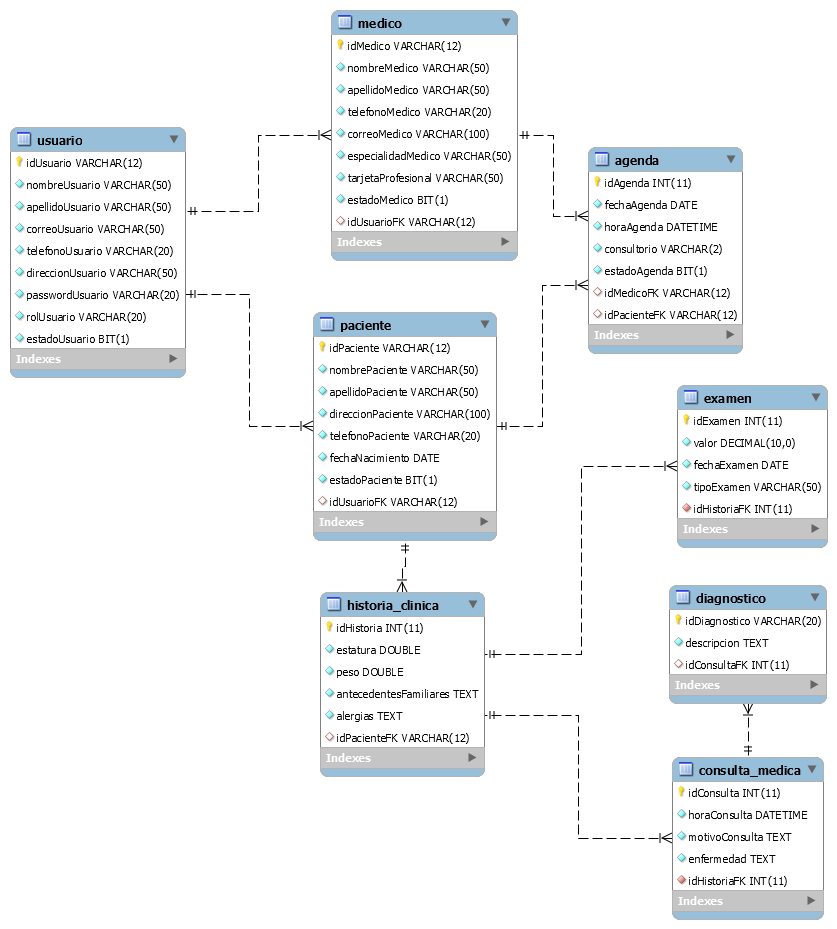 medico
idMedico VARCHAR(12)
nombreMedico VARCHAR(50)
apellidoMedico VARCHAR(50)
telefonoMedico VARCHAR(20)
correoMedico VARCHAR(100)
especialidadMedico VARCHAR(50)
tarjetaProfesional VARCHAR(50)
estadoMedico BIT(1)
idUsuarioFK VARCHAR(12)
Indexes
usuario
idUsuario VARCHAR(12)
nombreUsuario VARCHAR(50)
apellidoUsuario VARCHAR(50)
correoUsuario VARCHAR(50)
telefonoUsuario VARCHAR(20)
direccionUsuario VARCHAR(50)
passwordUsuario VARCHAR(20)
rolUsuario VARCHAR(20)
estadoUsuario BIT(1)
Indexes
agenda
idAgenda INT(11)
fechaAgenda DATE
horaAgenda DATETIME
consultorio VARCHAR(2)
estadoAgenda BIT(1)
idMedicoFK VARCHAR(12)
idPacienteFK VARCHAR(12)
Indexes
paciente
idPaciente VARCHAR(12)
nombrePaciente VARCHAR(50)
apellidoPaciente VARCHAR(50)
direccionPaciente VARCHAR(100)
telefonoPaciente VARCHAR(20)
fechaNacimiento DATE
estadoPaciente BIT(1)
idUsuarioFK VARCHAR(12)
Indexes
examen
idExamen INT(11)
valor DECIMAL(10,0)
fechaExamen DATE
tipoExamen VARCHAR(50)
idHistoriaFK INT(11)
Indexes
historia_clinica
idHistoria INT(11)
estatura DOUBLE
peso DOUBLE
antecedentesFamiliares TEXT
alergias TEXT
idPacienteFK VARCHAR(12)
Indexes
diagnostico
idDiagnostico VARCHAR(20)
descripcion TEXT
idConsultaFK INT(11)
Indexes
consulta_medica
idConsulta INT(11)
horaConsulta DATETIME
motivoConsulta TEXT
enfermedad TEXT
idHistoriaFK INT(11)
Indexes